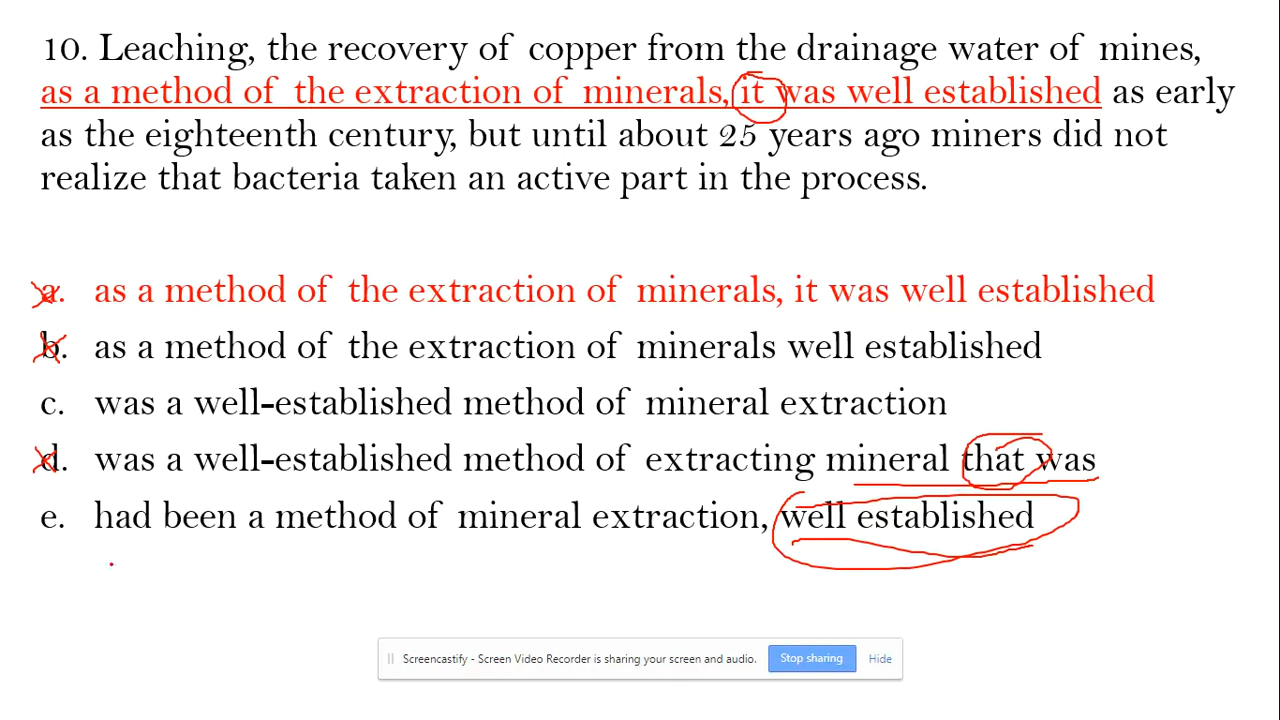 10. Leaching, the recovery of copper from the drainage water of mines,
as a method of the extraction of minerals, it was well established as early
as the eighteenth century, but until about 25 years ago miners did not
realize that bacteria taken an active part in the process.
a. as a method of the extraction of minerals, it was well established
b. as a method of the extraction of minerals well established
c. was a well-established method of mineral extraction
d. was a well-established method of extracting mineral that was
e. had been a method of mineral extraction, well established
Screencastify - Screen Video Recorder is sharing your screen and audio. Stop sharing Hide